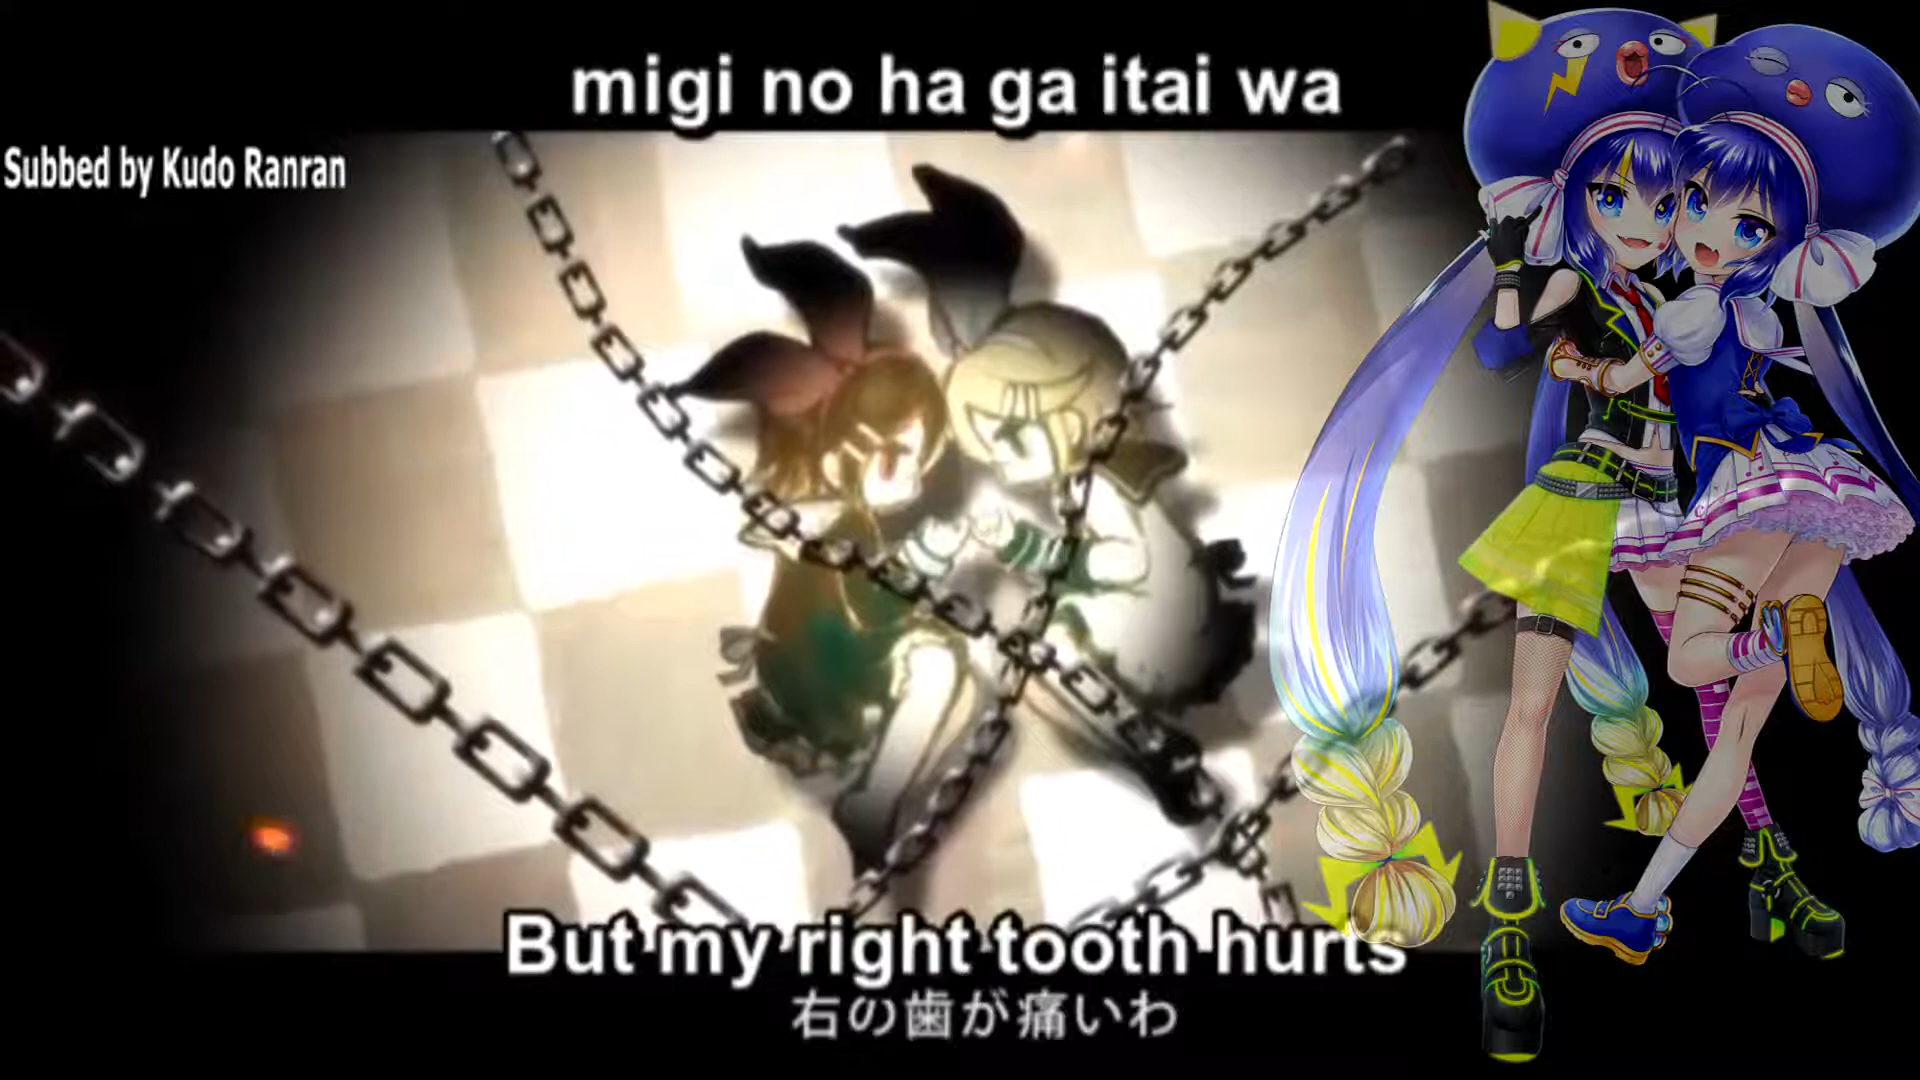 migi no ha ga itai wa
Subbed by Kudo Ranran
But my right tooth hurts
右の歯が痛いわ